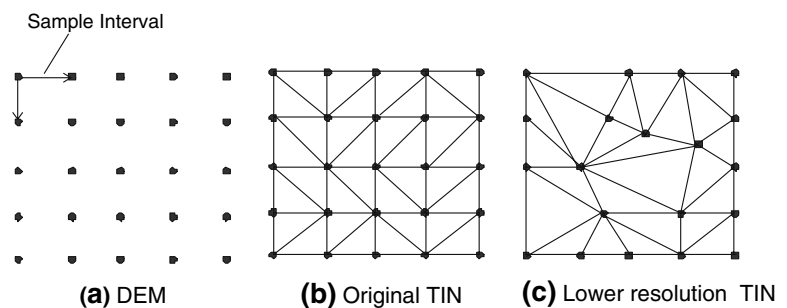 Sample Interval
(a) DEM
(b) Original TIN
(c) Lower resolution TIN